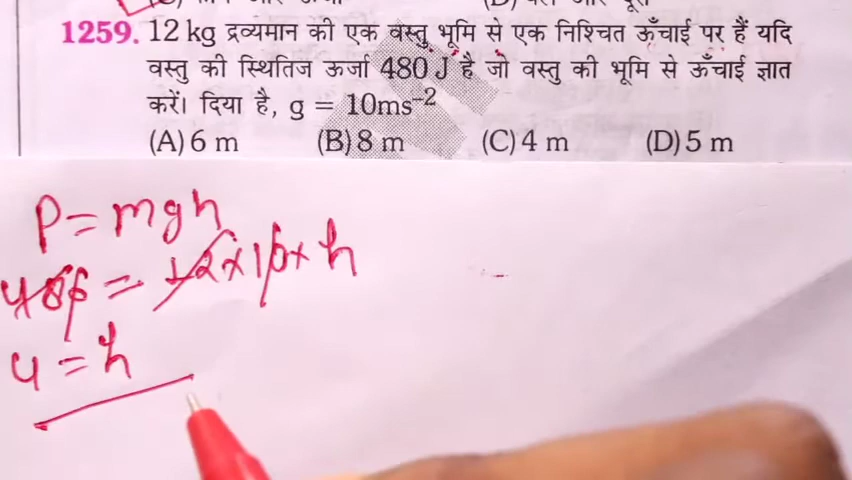 1259. 12 kg द्रव्यमान की एक वस्तु भूमि से एक निश्चित ऊँचाई पर हैं यदि
वस्तु की स्थितिज ऊर्जा 480 J है जो वस्तु की भूमि से ऊँचाई ज्ञात
करें। दिया है, g = 10ms⁻²
(A) 6 m (B) 8 m (C) 4 m (D) 5 m
P = mgh
480 = 12 × 10 × h
4 = h